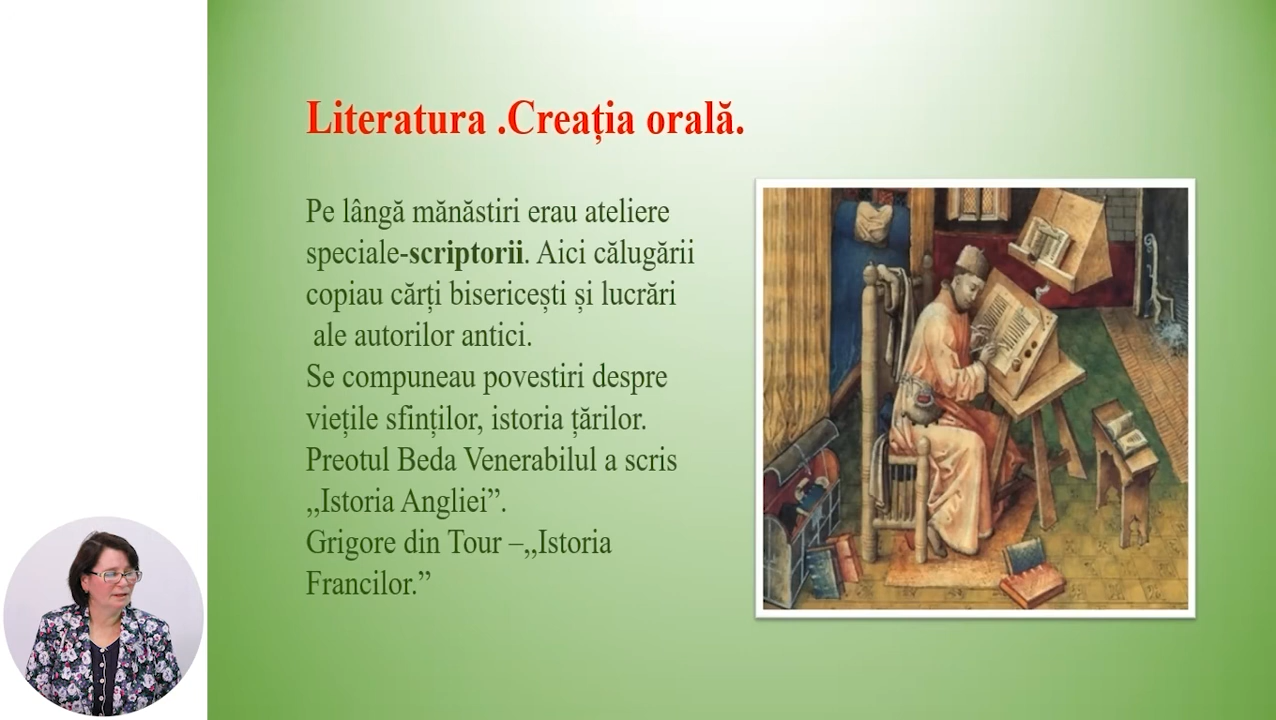 Literatura .Creația orală.
Pe lângă mănăstiri erau ateliere
speciale-scriptorii. Aici călugării
copiau cărți bisericești și lucrări
ale autorilor antici.
Se compuneau povestiri despre
viețile sfinților, istoria țărilor.
Preotul Beda Venerabilul a scris
„Istoria Angliei”.
Grigore din Tour –„Istoria
Francilor.”